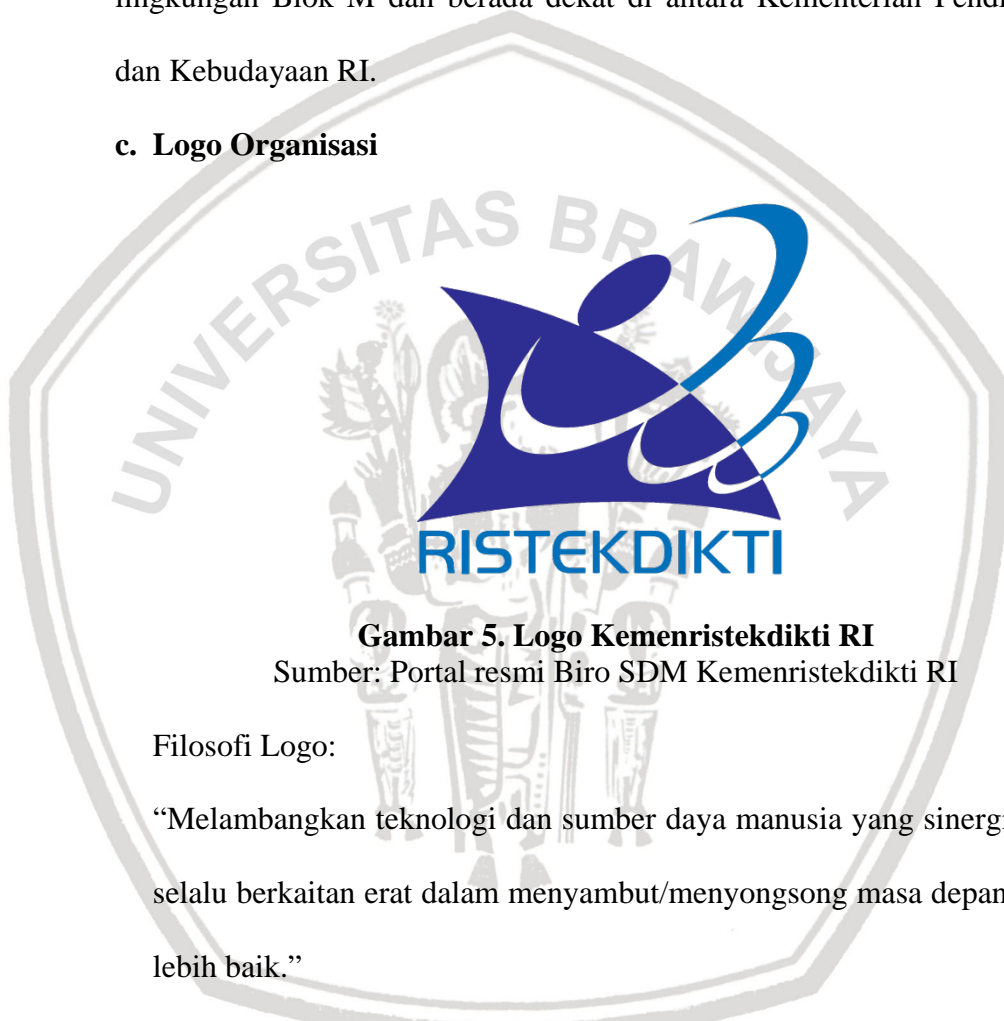 lingkungan Blok M dan berada dekat di antara Kementerian
dan Kebudayaan RI.
c. Logo Organisasi
UNIVERSITAS BRAWIJAYA
RISTEKDIKTI
Gambar 5. Logo Kemenristekdikti RI
Sumber: Portal resmi Biro SDM Kemenristekdikti RI
Filosofi Logo:
“Melambangkan teknologi dan sumber daya manusia yang
selalu berkaitan erat dalam menyambut/menyongsong masa depan
lebih baik.”